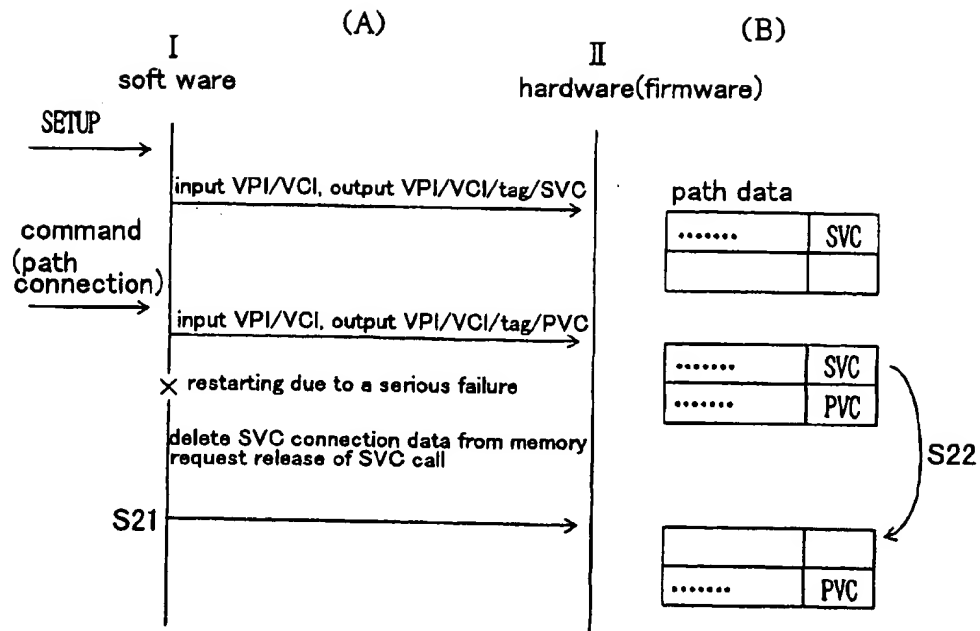 (A)
(B)
I
soft ware
II
hardware(firmware)
SETUP
input VPI/VCI, output VPI/VCI/tag/SVC
path data
....... SVC
command
(path
connection)
input VPI/VCI, output VPI/VCI/tag/PVC
....... SVC
....... PVC
× restarting due to a serious failure
delete SVC connection data from memory
request release of SVC call
S22
S21
....... PVC